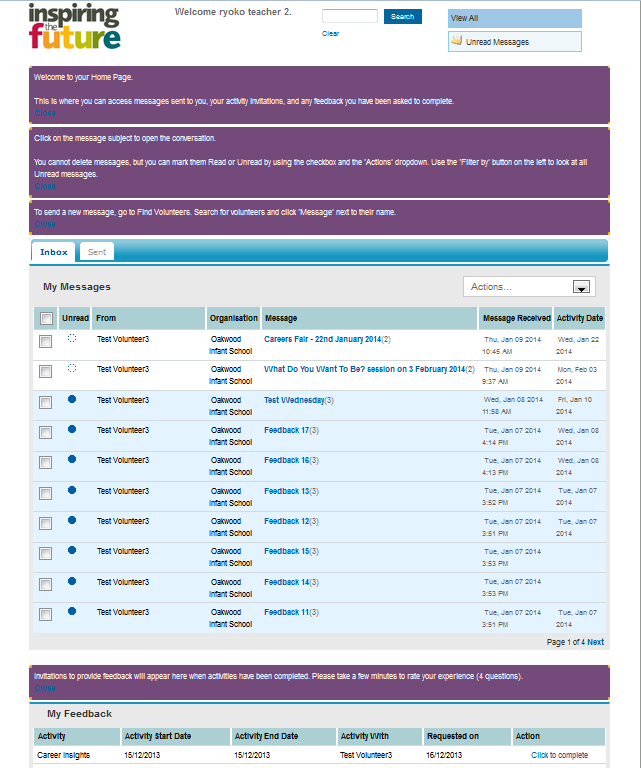 inspiring
the
future
Welcome ryoko teacher 2.
Search
Clear
View All
Unread Messages
Welcome to your Home Page.
This is where you can access messages sent to you, your activity invitations, and any feedback you have been asked to complete.
Close
Click on the message subject to open the conversation.
You cannot delete messages, but you can mark them Read or Unread by using the checkbox and the 'Actions' dropdown. Use the 'Filter by' button on the left to look at all
Unread messages.
Close
To send a new message, go to Find Volunteers. Search for volunteers and click 'Message' next to their name.
Close
Inbox Sent
My Messages Actions...
Unread From Organisation Message Message Received Activity Date
Test Volunteer3 Oakwood Careers Fair - 22nd January 2014(2) Thu, Jan 09 2014 Wed, Jan 22
Infant School 10:45 AM 2014
Test Volunteer3 Oakwood What Do You Want To Be? session on 3 February 2014(2) Thu, Jan 09 2014 Mon, Feb 03
Infant School 9:37 AM 2014
Test Volunteer3 Oakwood Test Wednesday(3) Wed, Jan 08 2014 Fri, Jan 10
Infant School 11:58 AM 2014
Test Volunteer3 Oakwood Feedback 17(3) Tue, Jan 07 2014 Wed, Jan 08
Infant School 4:14 PM 2014
Test Volunteer3 Oakwood Feedback 16(3) Tue, Jan 07 2014 Wed, Jan 08
Infant School 4:13 PM 2014
Test Volunteer3 Oakwood Feedback 13(3) Tue, Jan 07 2014 Tue, Jan 07
Infant School 3:52 PM 2014
Test Volunteer3 Oakwood Feedback 12(3) Tue, Jan 07 2014 Tue, Jan 07
Infant School 3:51 PM 2014
Test Volunteer3 Oakwood Feedback 15(3) Tue, Jan 07 2014
Infant School 3:53 PM
Test Volunteer3 Oakwood Feedback 14(3) Tue, Jan 07 2014
Infant School 3:53 PM
Test Volunteer3 Oakwood Feedback 11(3) Tue, Jan 07 2014 Tue, Jan 07
Infant School 3:51 PM 2014
Page 1 of 4 Next
Invitations to provide feedback will appear here when activities have been completed. Please take a few minutes to rate your experience (4 questions).
Close
My Feedback
Activity Activity Start Date Activity End Date Activity With Requested on Action
Career Insights 15/12/2013 15/12/2013 Test Volunteer3 16/12/2013 Click to complete